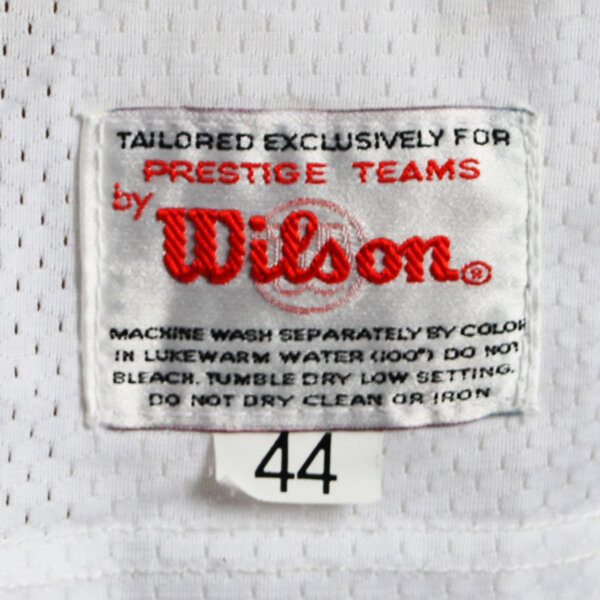 TAILORED EXCLUSIVELY FOR
PRESTIGE TEAMS
by
Wilson®
MACHINE WASH SEPARATELY BY COLOR
IN LUKEWARM WATER (100°) DO NOT
BLEACH. TUMBLE DRY LOW SETTING.
DO NOT DRY CLEAN OR IRON
44